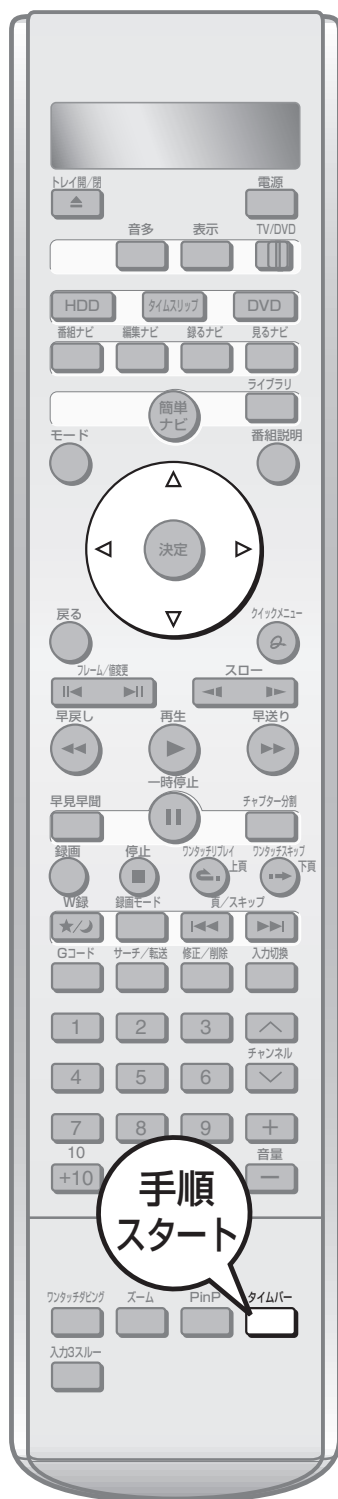 トレイ開/閉 電源
音多 表示 TV/DVD
HDD タイムスリップ DVD
番組ナビ 編集ナビ 録るナビ 見るナビ
ライブラリ
簡単
ナビ
モード 番組説明
決定
戻る クイックメニュー
フレーム/値変更 スロー
早戻し 再生 早送り
一時停止
早見早聞 チャプター分割
録画 停止 ワンタッチリプレイ ワンタッチスキップ
上頁 下頁
W録 録画モード 頁/スキップ
Gコード サーチ/転送 修正/削除 入力切換
1 2 3
チャンネル
4 5 6
7 8 9 +
10 音量
+10 −
手順
スタート
ワンタッチダビング ズーム PinP タイムバー
入力3スルー